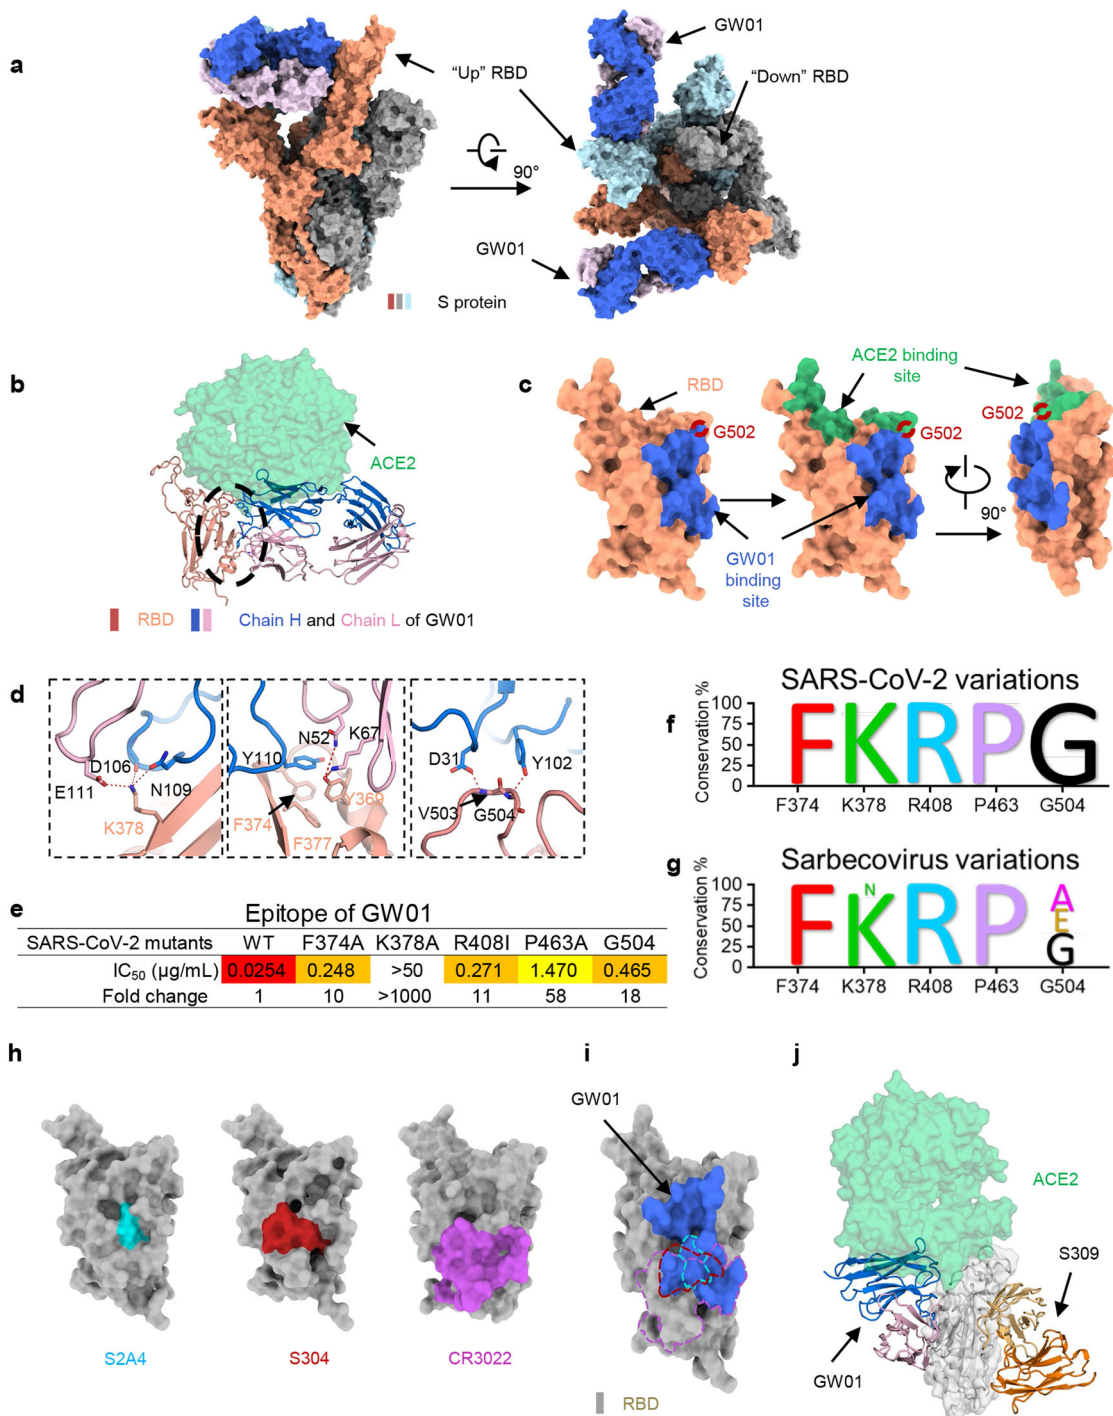 a
GW01
"Up" RBD
"Down" RBD
90°
GW01
S protein
b
ACE2
RBD
Chain H and Chain L of GW01
c
RBD
ACE2 binding
site
G502
G502
G502
90°
GW01
binding
site
d
D106
E111
N109
K378
N52
K67
Y110
Y369
F374
F377
D31
Y102
V503
G504
e
Epitope of GW01
SARS-CoV-2 mutants WT F374A K378A R408I P463A G504
IC50 (µg/mL) 0.0254 0.248 >50 0.271 1.470 0.465
Fold change 1 10 >1000 11 58 18
f
SARS-CoV-2 variations
Conservation %
100
75
50
25
0
F K R P G
F374 K378 R408 P463 G504
g
Sarbecovirus variations
Conservation %
100
75
50
25
0
F N K R P A E G
F374 K378 R408 P463 G504
h
S2A4
S304
CR3022
i
GW01
RBD
j
ACE2
S309
GW01